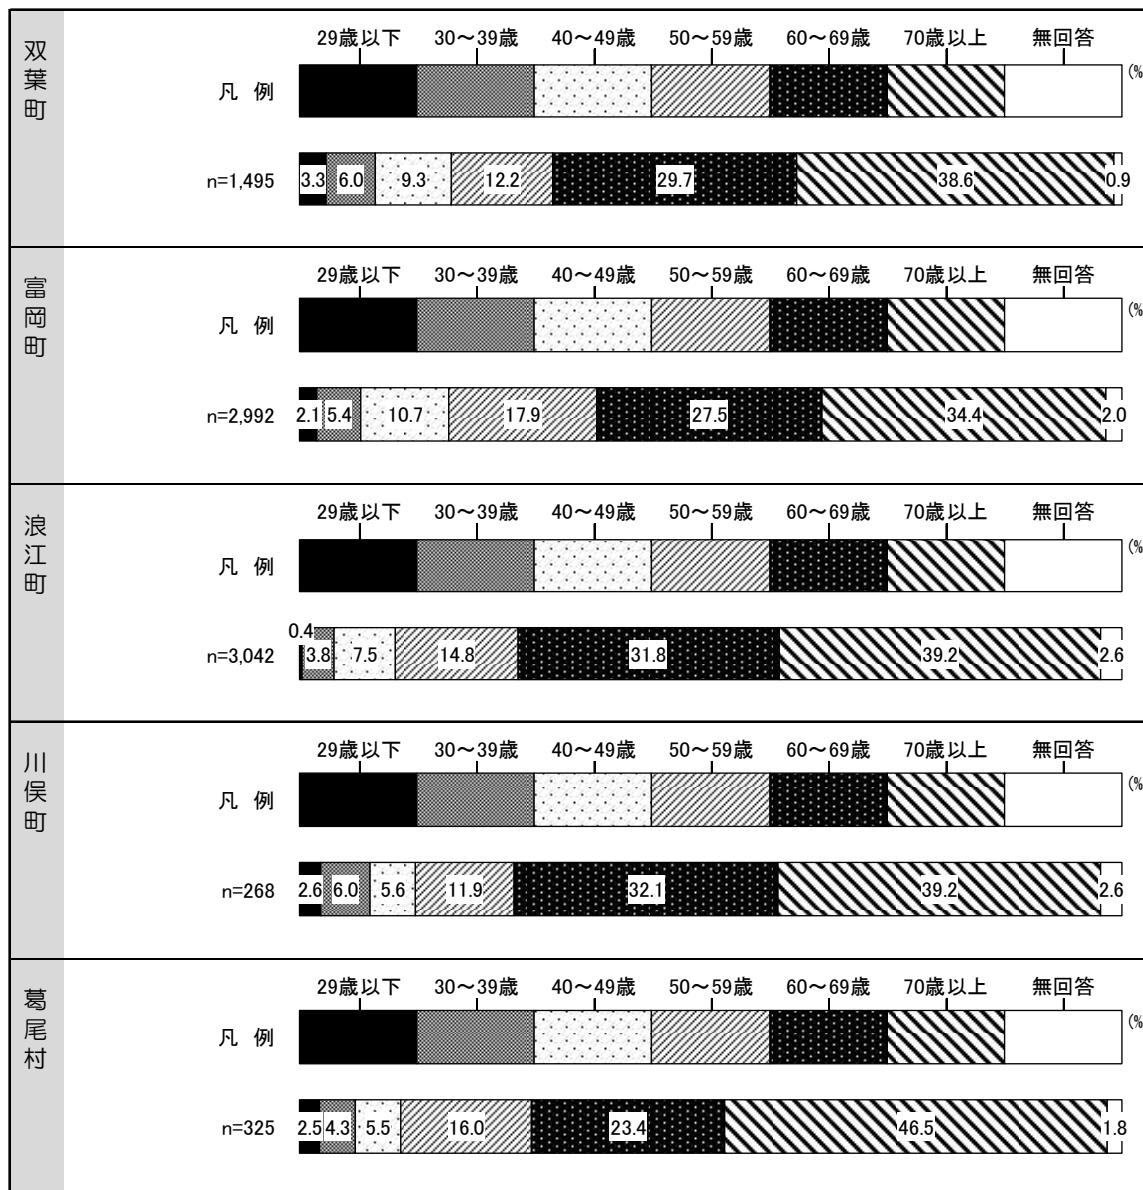 双葉町
29歳以下 30～39歳 40～49歳 50～59歳 60～69歳 70歳以上 無回答
凡 例 (%
n=1,495 3.3 6.0 9.3 12.2 29.7 38.6 0.9
富岡町
29歳以下 30～39歳 40～49歳 50～59歳 60～69歳 70歳以上 無回答
凡 例 (%
n=2,992 2.1 5.4 10.7 17.9 27.5 34.4 2.0
浪江町
29歳以下 30～39歳 40～49歳 50～59歳 60～69歳 70歳以上 無回答
凡 例 (%
n=3,042 0.4 3.8 7.5 14.8 31.8 39.2 2.6
川俣町
29歳以下 30～39歳 40～49歳 50～59歳 60～69歳 70歳以上 無回答
凡 例 (%
n=268 2.6 6.0 5.6 11.9 32.1 39.2 2.6
葛尾村
29歳以下 30～39歳 40～49歳 50～59歳 60～69歳 70歳以上 無回答
凡 例 (%
n=325 2.5 4.3 5.5 16.0 23.4 46.5 1.8